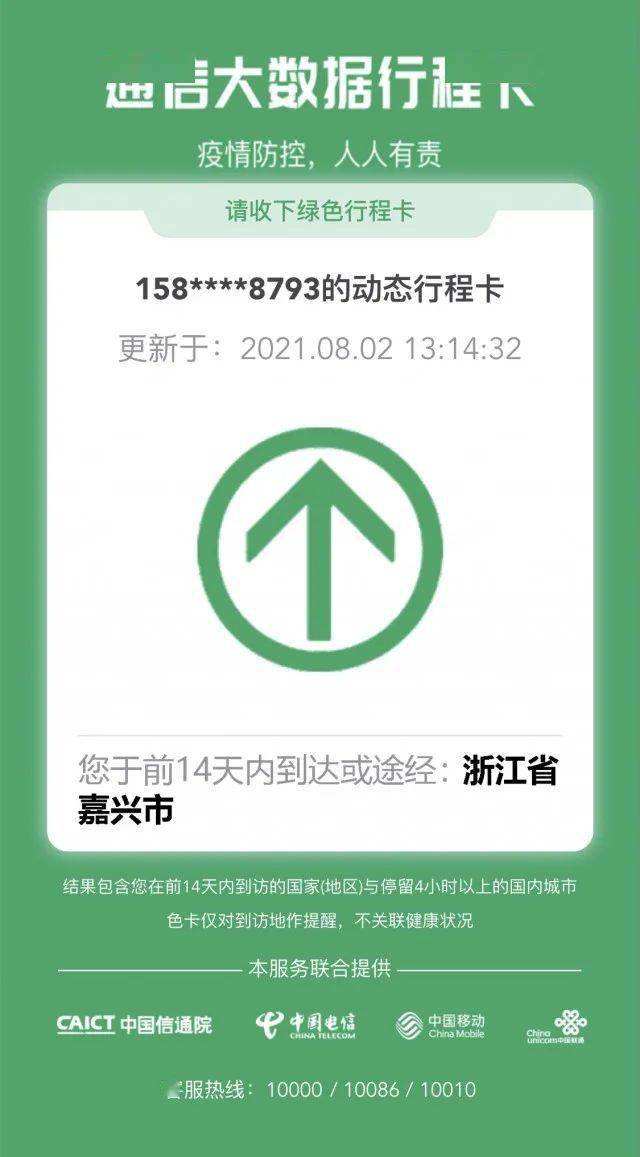 通信大数据行程卡
疫情防控，人人有责
请收下绿色行程卡
158****8793的动态行程卡
更新于：2021.08.02 13:14:32
您于前14天内到达或途经：浙江省
嘉兴市
结果包含您在前14天内到访的国家(地区)与停留4小时以上的国内城市
色卡仅对到访地作提醒，不关联健康状况
本服务联合提供
CAICT 中国信通院
中国电信
CHINA TELECOM
中国移动
China Mobile
China
unicom中国联通
客服热线：10000 / 10086 / 10010